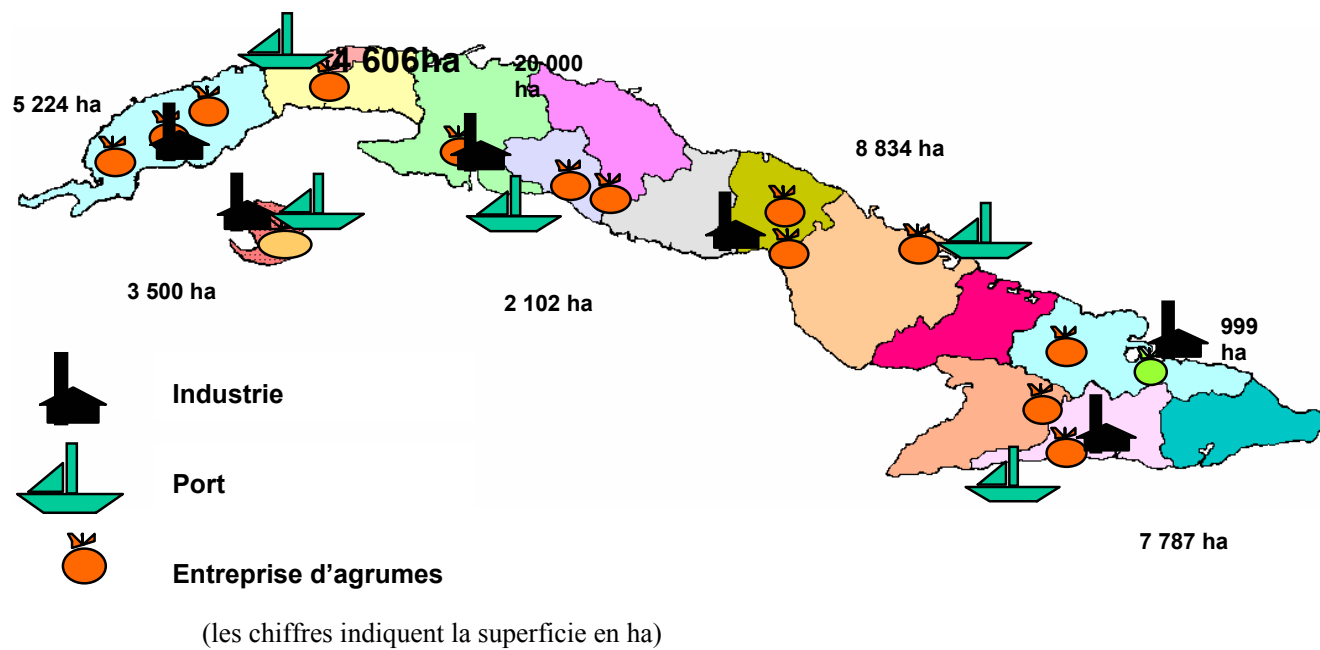 4 606ha
20 000
ha
5 224 ha
8 834 ha
3 500 ha
2 102 ha
999
ha
Industrie
Port
7 787 ha
Entreprise d’agrumes
(les chiffres indiquent la superficie en ha)